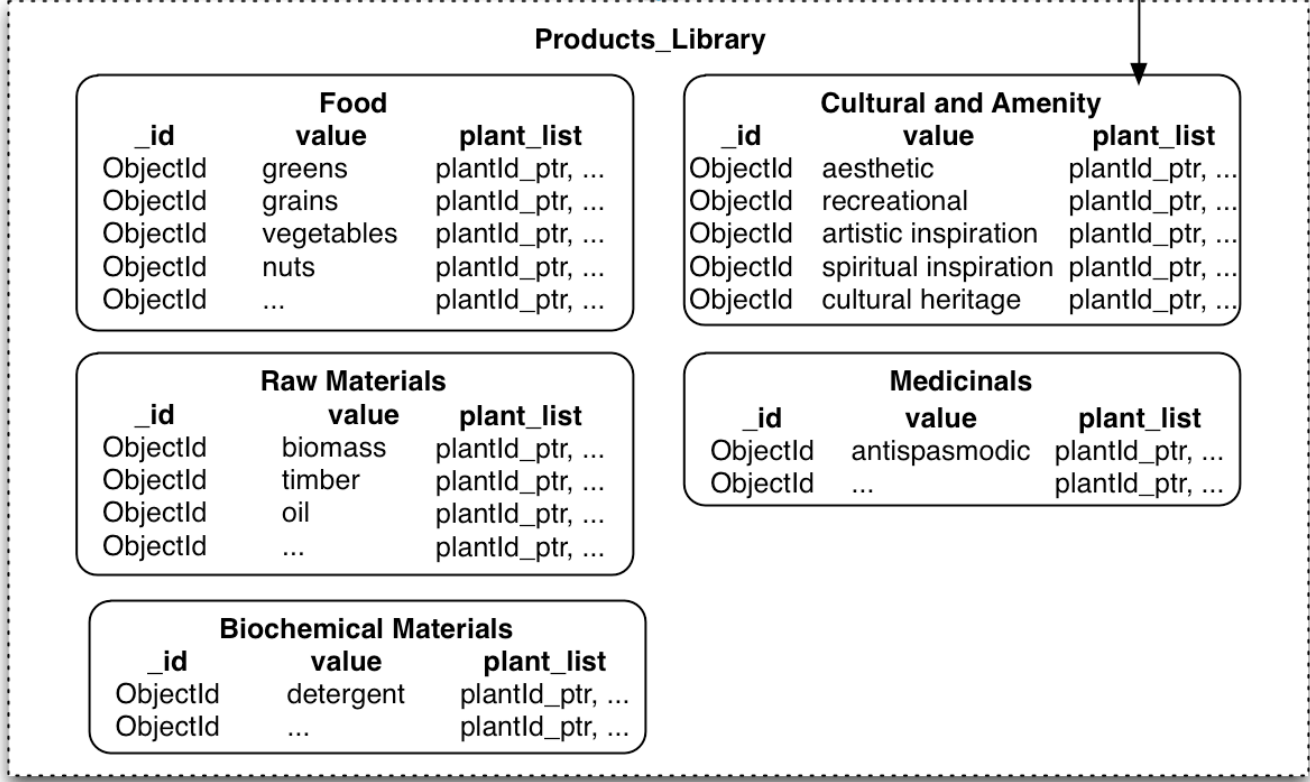 Products_Library
Food
_id value plant_list
ObjectId greens plantId_ptr, ...
ObjectId grains plantId_ptr, ...
ObjectId vegetables plantId_ptr, ...
ObjectId nuts plantId_ptr, ...
ObjectId ... plantId_ptr, ...
Cultural and Amenity
_id value plant_list
ObjectId aesthetic plantId_ptr, ...
ObjectId recreational plantId_ptr, ...
ObjectId artistic inspiration plantId_ptr, ...
ObjectId spiritual inspiration plantId_ptr, ...
ObjectId cultural heritage plantId_ptr, ...
Raw Materials
_id value plant_list
ObjectId biomass plantId_ptr, ...
ObjectId timber plantId_ptr, ...
ObjectId oil plantId_ptr, ...
ObjectId ... plantId_ptr, ...
Medicinals
_id value plant_list
ObjectId antispasmodic plantId_ptr, ...
ObjectId ... plantId_ptr, ...
Biochemical Materials
_id value plant_list
ObjectId detergent plantId_ptr, ...
ObjectId ... plantId_ptr, ...